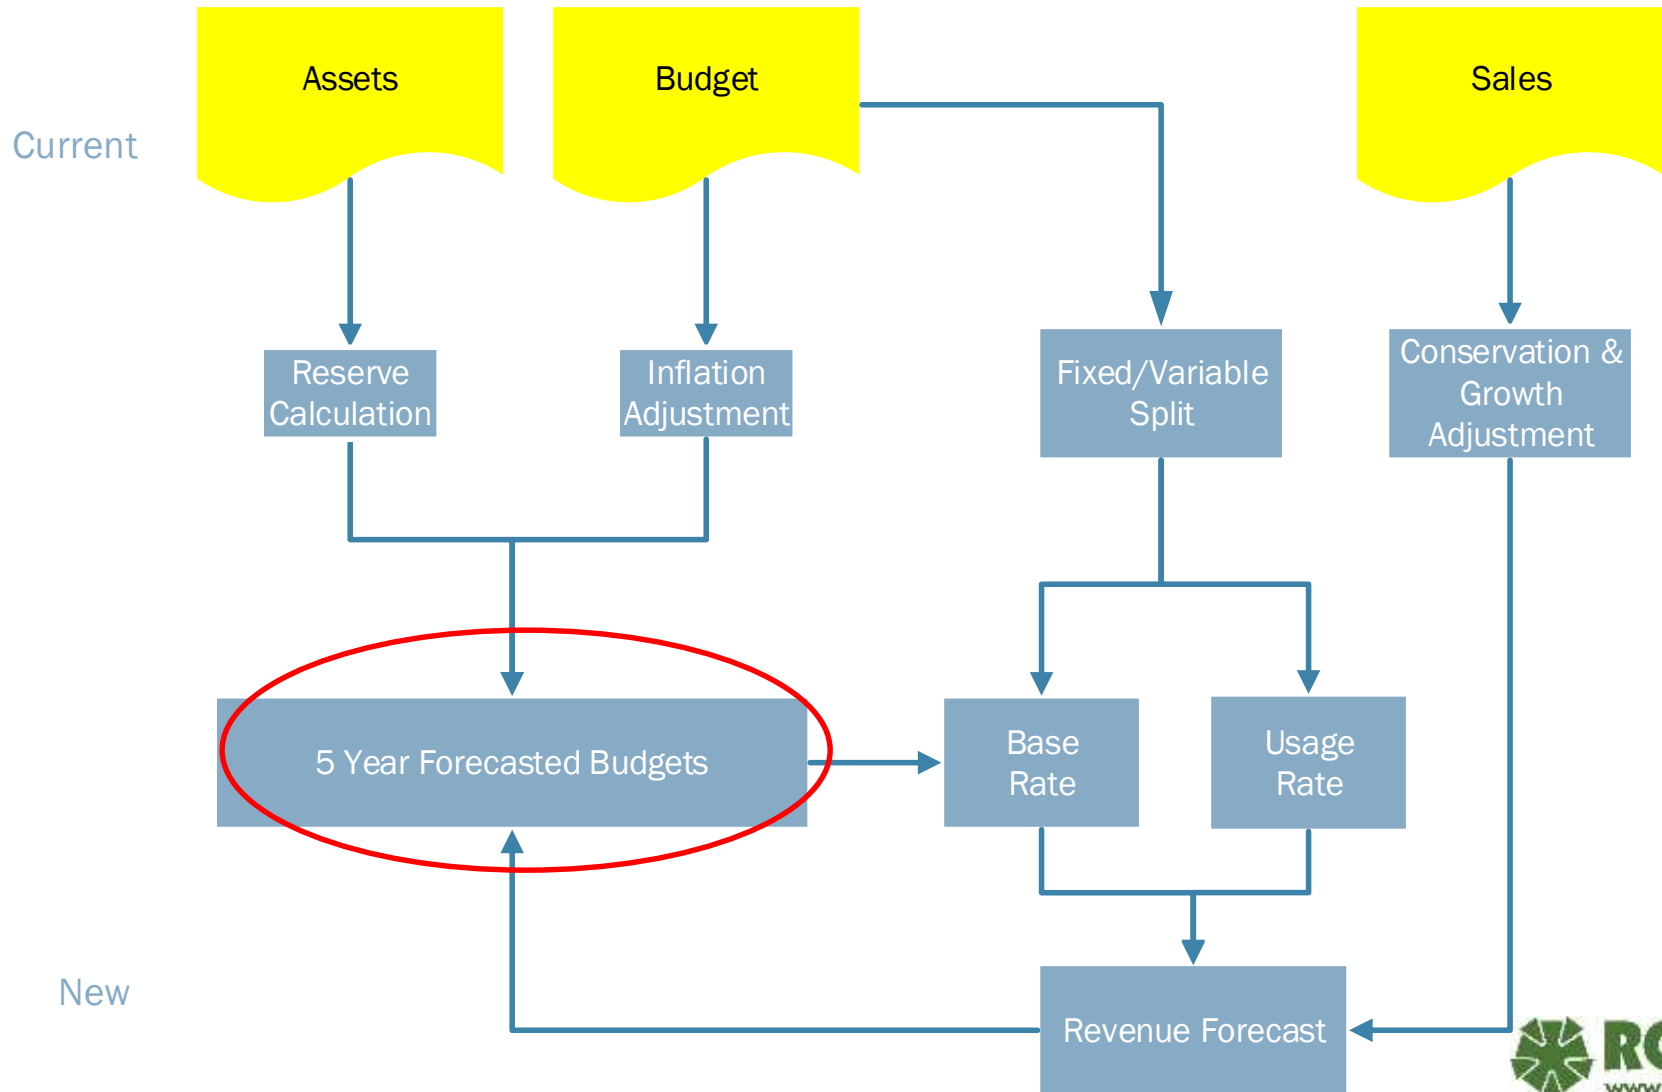 Assets
Budget
Sales
Current
Reserve
Calculation
Inflation
Adjustment
Fixed/Variable
Split
Conservation &
Growth
Adjustment
5 Year Forecasted Budgets
Base
Rate
Usage
Rate
New
Revenue Forecast